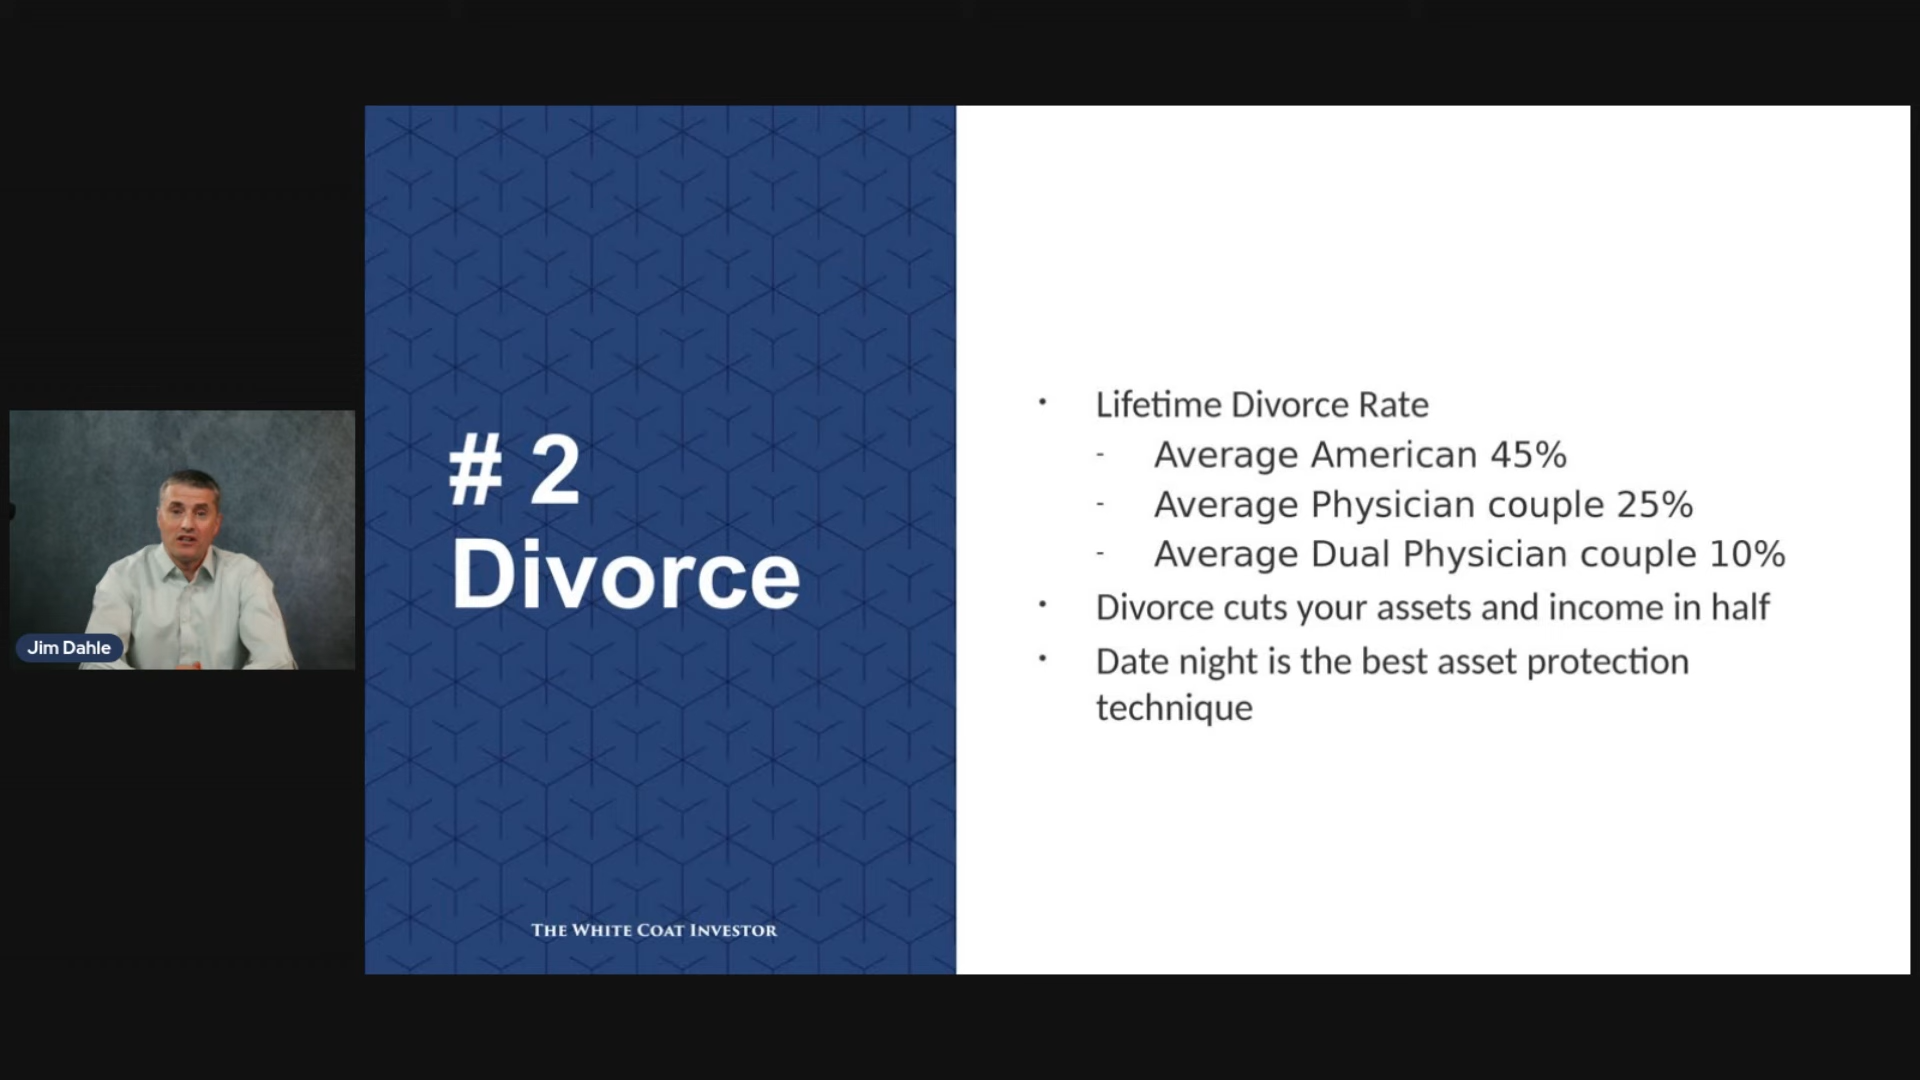 Jim Dahle
# 2
Divorce
THE WHITE COAT INVESTOR
• Lifetime Divorce Rate
- Average American 45%
- Average Physician couple 25%
- Average Dual Physician couple 10%
• Divorce cuts your assets and income in half
• Date night is the best asset protection
technique